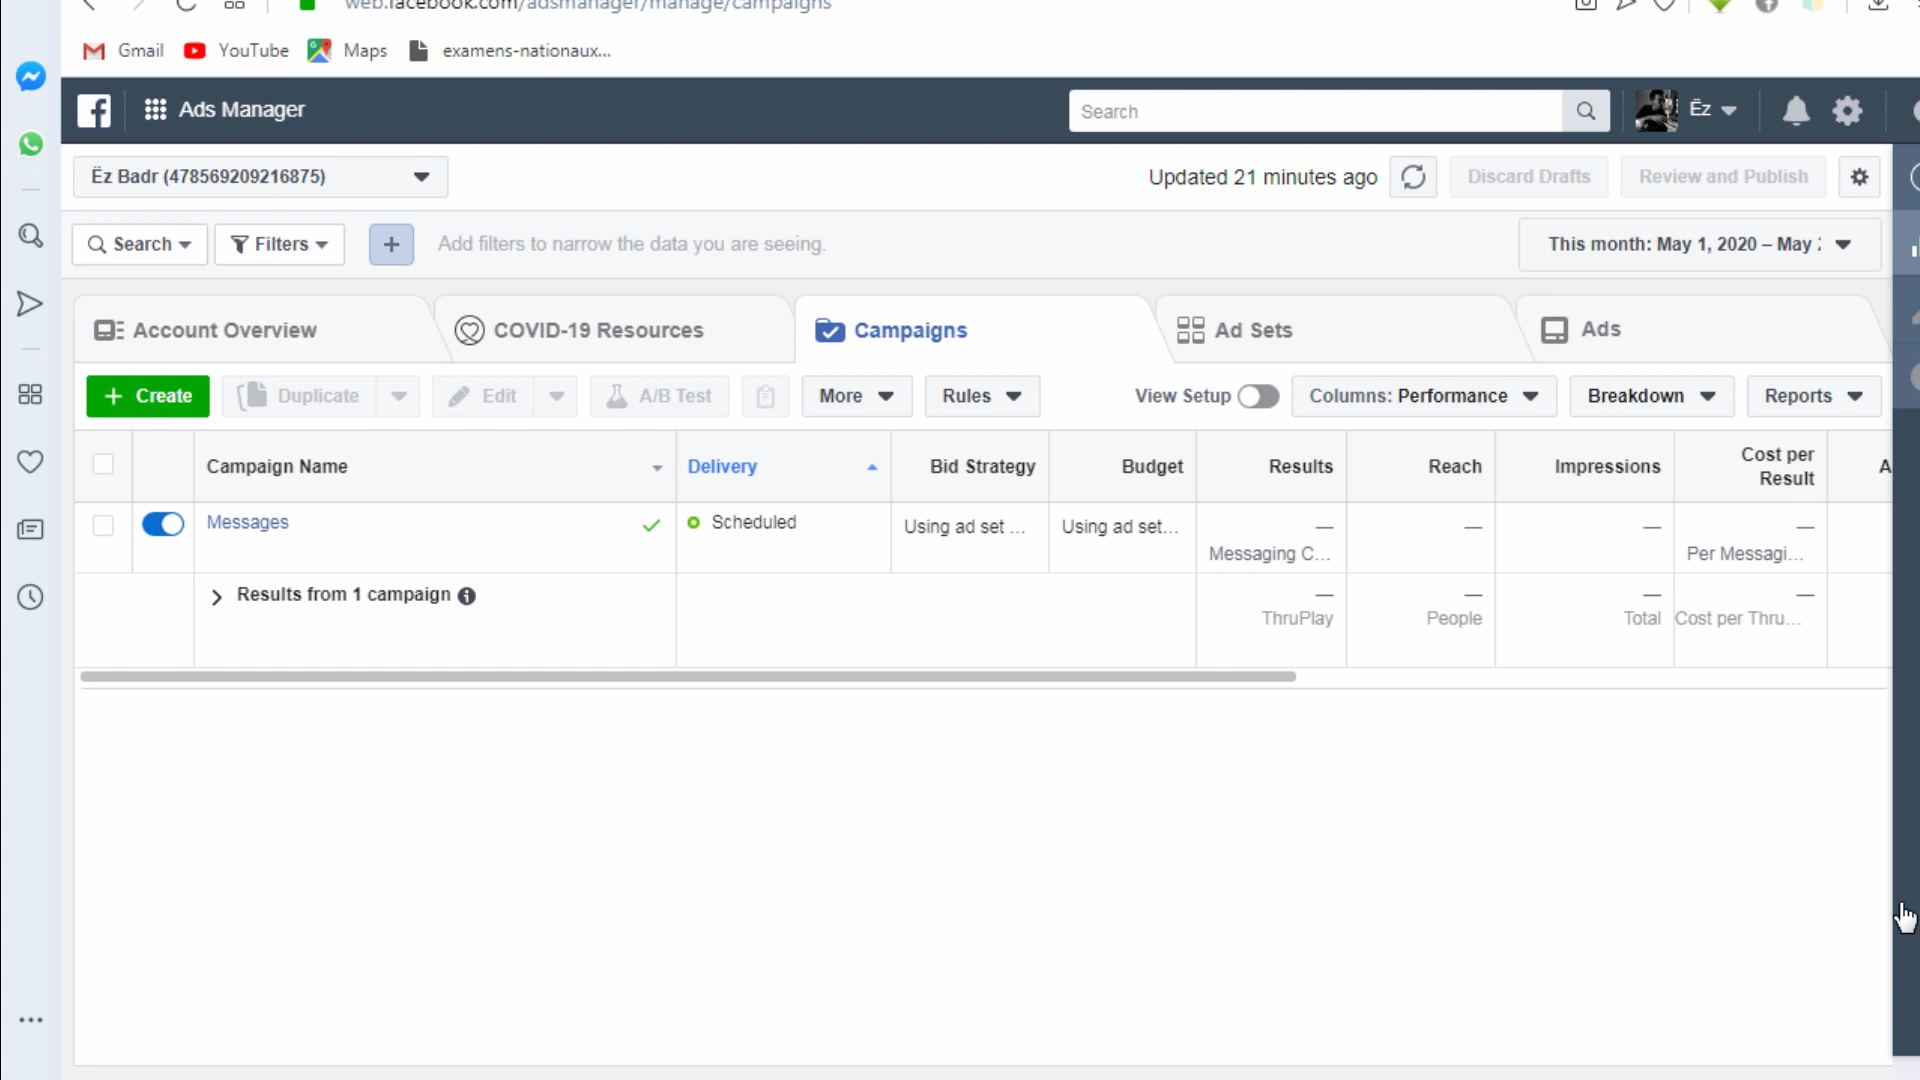 web.facebook.com/adsmanager/manage/campaigns
Gmail YouTube Maps examens-nationaux...
Ads Manager Search Ëz
Ëz Badr (478569209216875) Updated 21 minutes ago Discard Drafts Review and Publish
Search Filters + Add filters to narrow the data you are seeing. This month: May 1, 2020 – May
Account Overview COVID-19 Resources Campaigns Ad Sets Ads
+ Create Duplicate Edit A/B Test More Rules View Setup Columns: Performance Breakdown Reports
Campaign Name Delivery Bid Strategy Budget Results Reach Impressions Cost per Result A
Messages Scheduled Using ad set ... Using ad set... — — — —
Messaging C... Per Messagi...
Results from 1 campaign — — — —
ThruPlay People Total Cost per Thru...